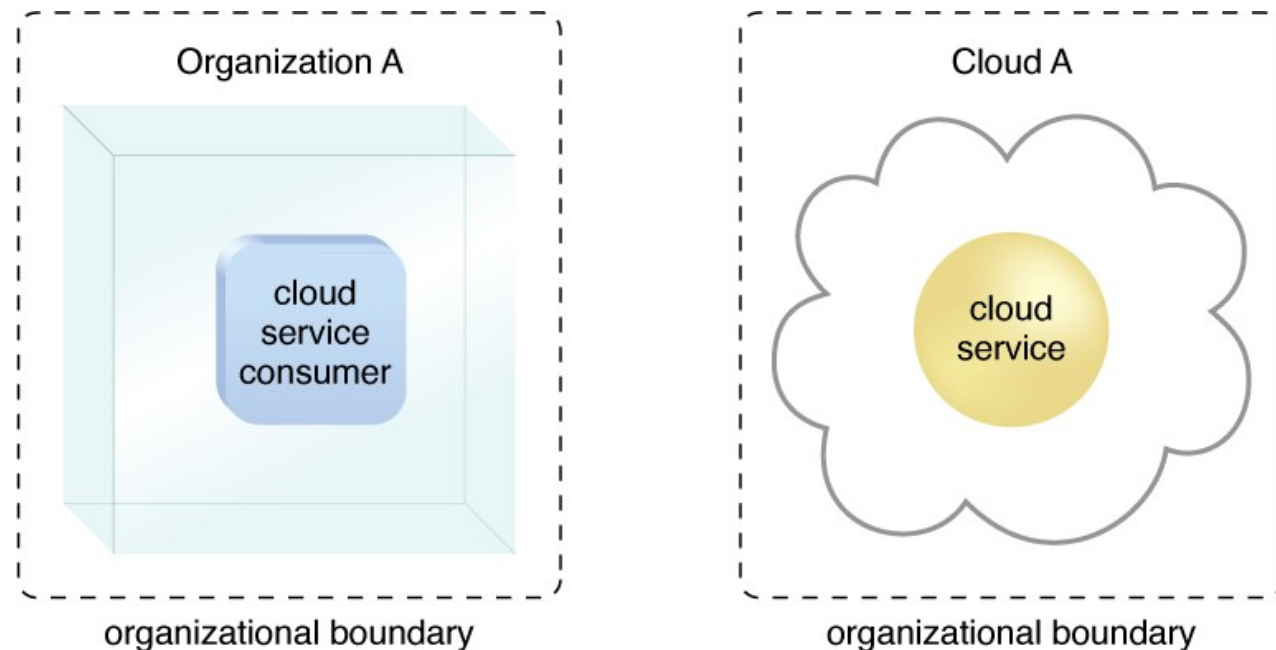 Organization A
cloud
service
consumer
organizational boundary
Cloud A
cloud
service
organizational boundary